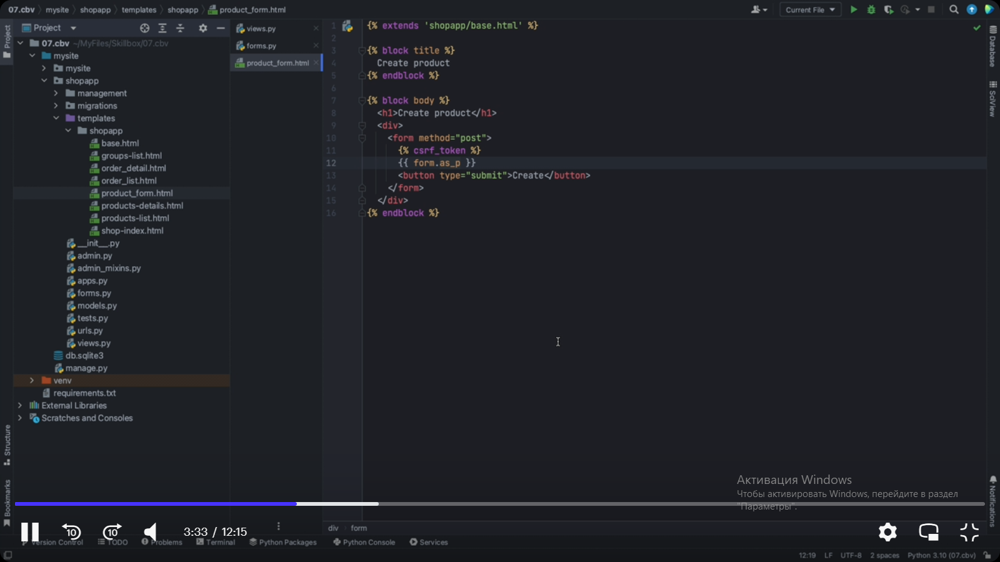 07.cbv mysite shopapp templates shopapp product_form.html
Current File
Project
Project
07.cbv ~/MyFiles/Skillbox/07.cbv
mysite
mysite
shopapp
management
migrations
templates
shopapp
base.html
groups-list.html
order_detail.html
order_list.html
product_form.html
products-details.html
products-list.html
shop-index.html
__init__.py
admin.py
admin_mixins.py
apps.py
forms.py
models.py
tests.py
urls.py
views.py
db.sqlite3
manage.py
venv
requirements.txt
External Libraries
Scratches and Consoles
Structure
Bookmarks
views.py
forms.py
product_form.html
1 {% extends 'shopapp/base.html' %}
2
3 {% block title %}
4 Create product
5 {% endblock %}
6
7 {% block body %}
8 <h1>Create product</h1>
9 <div>
10 <form method="post">
11 {% csrf_token %}
12 {{ form.as_p }}
13 <button type="submit">Create</button>
14 </form>
15 </div>
16 {% endblock %}
Database
SciView
Notifications
Активация Windows
Чтобы активировать Windows, перейдите в раздел
"Параметры".
10 10 3:33 / 12:15
div form
Version Control TODO Problems Terminal Python Packages Python Console Services
12:19 LF UTF-8 2 spaces Python 3.10 (07.cbv)